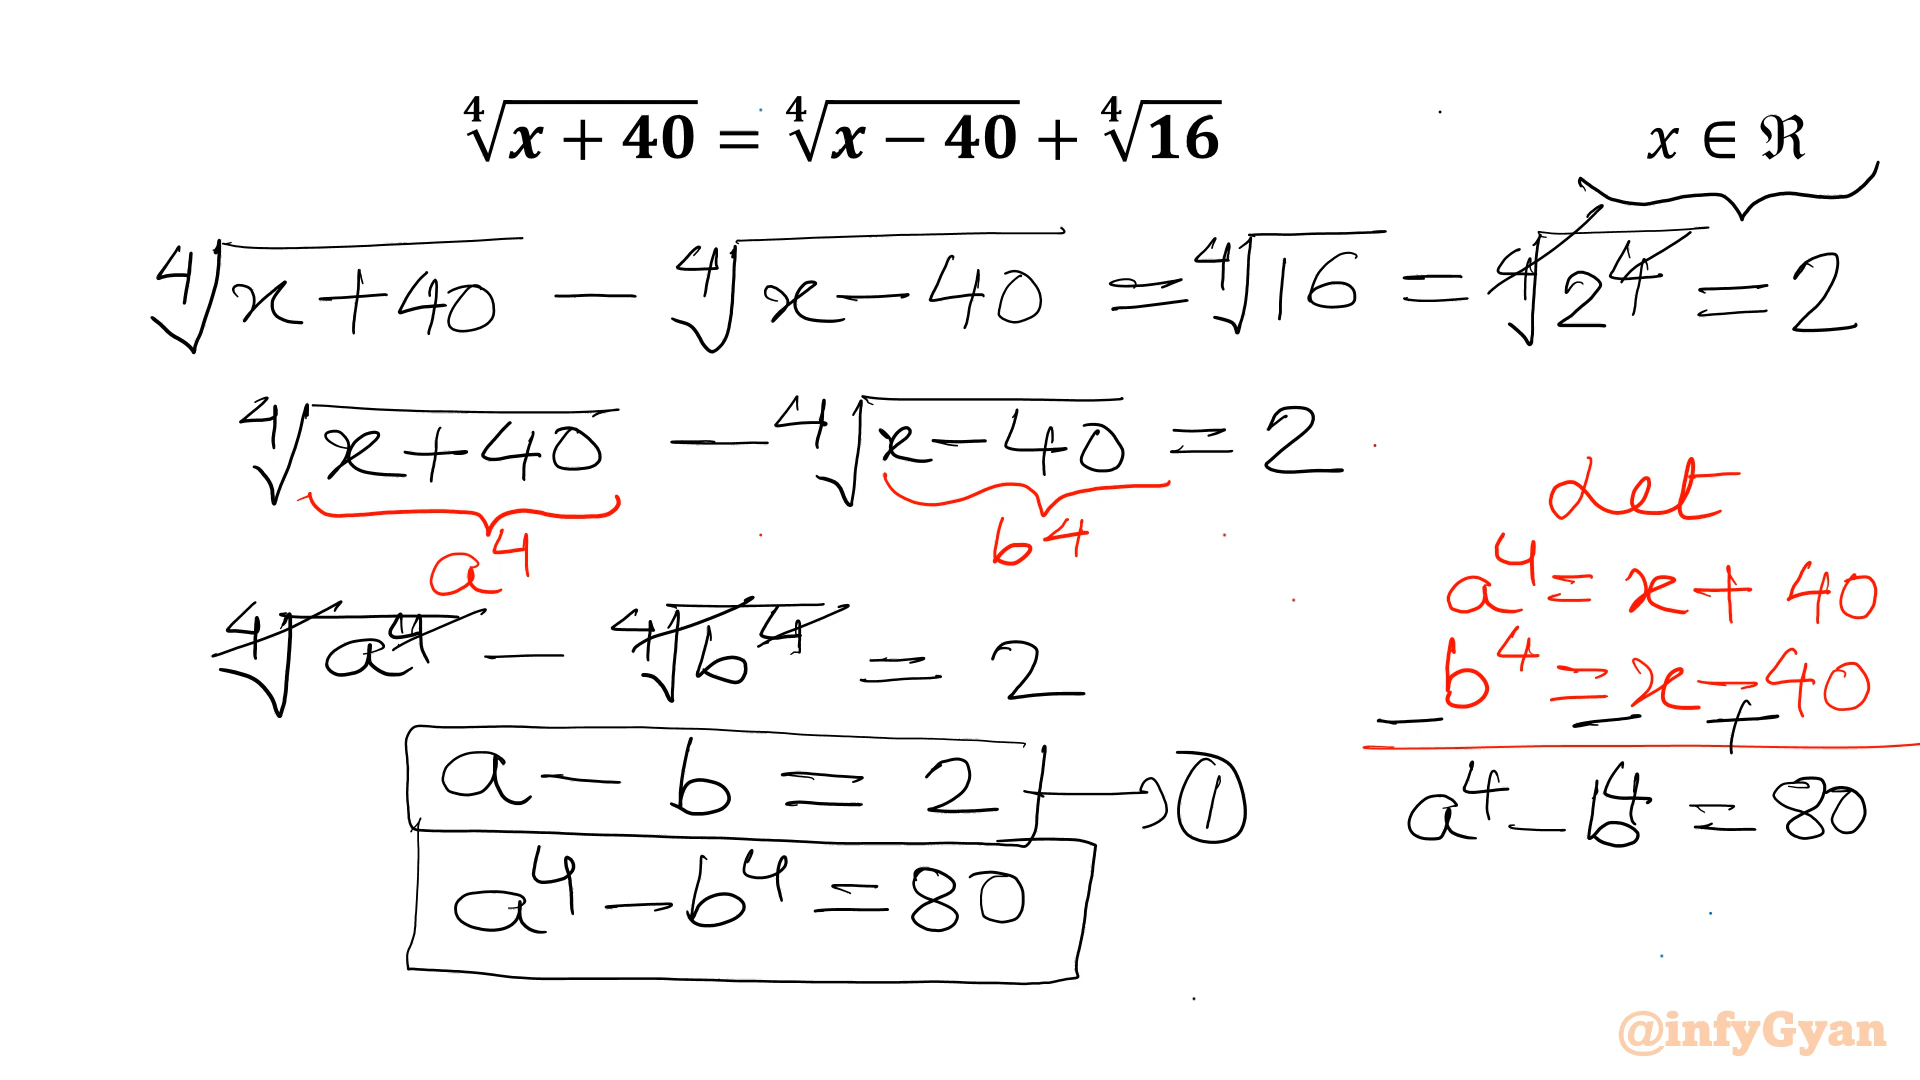 ∜(x + 40) = ∜(x − 40) + ∜16 x ∈ ℜ
∜(x+40) − ∜(x−40) = ∜16 = ∜(2⁴) = 2
∜(x+40) − ∜(x−40) = 2
a⁴ b⁴
Let
a⁴ = x + 40
b⁴ = x − 40
− − +
∜(a⁴) − ∜(b⁴) = 2
a − b = 2 → ①
a⁴ − b⁴ = 80
a⁴ − b⁴ = 80
@infyGyan